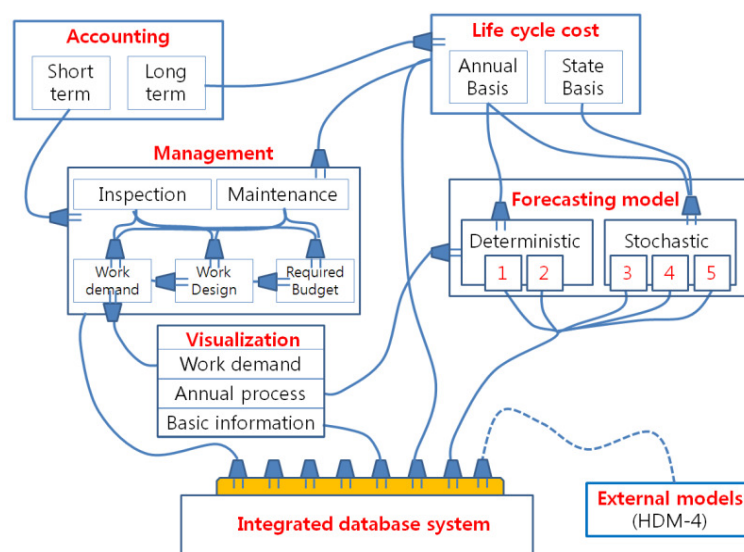 Accounting
Short
term
Long
term
Life cycle cost
Annual
Basis
State
Basis
Management
Inspection
Maintenance
Work
demand
Work
Design
Required
Budget
Forecasting model
Deterministic
1
2
Stochastic
3
4
5
Visualization
Work demand
Annual process
Basic information
Integrated database system
External models
(HDM-4)